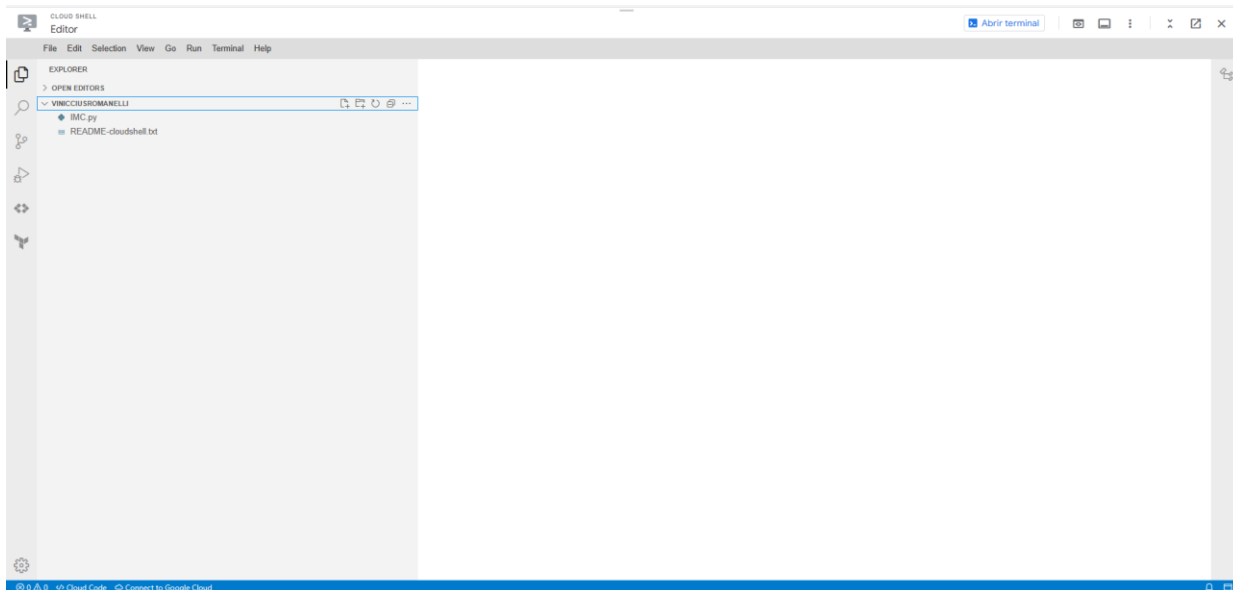 CLOUD SHELL
Editor
Abrir terminal
File Edit Selection View Go Run Terminal Help
EXPLORER
OPEN EDITORS
VINICCIUSROMANELLI
IMC.py
README-cloudshell.txt
0 0 Cloud Code Connect to Google Cloud